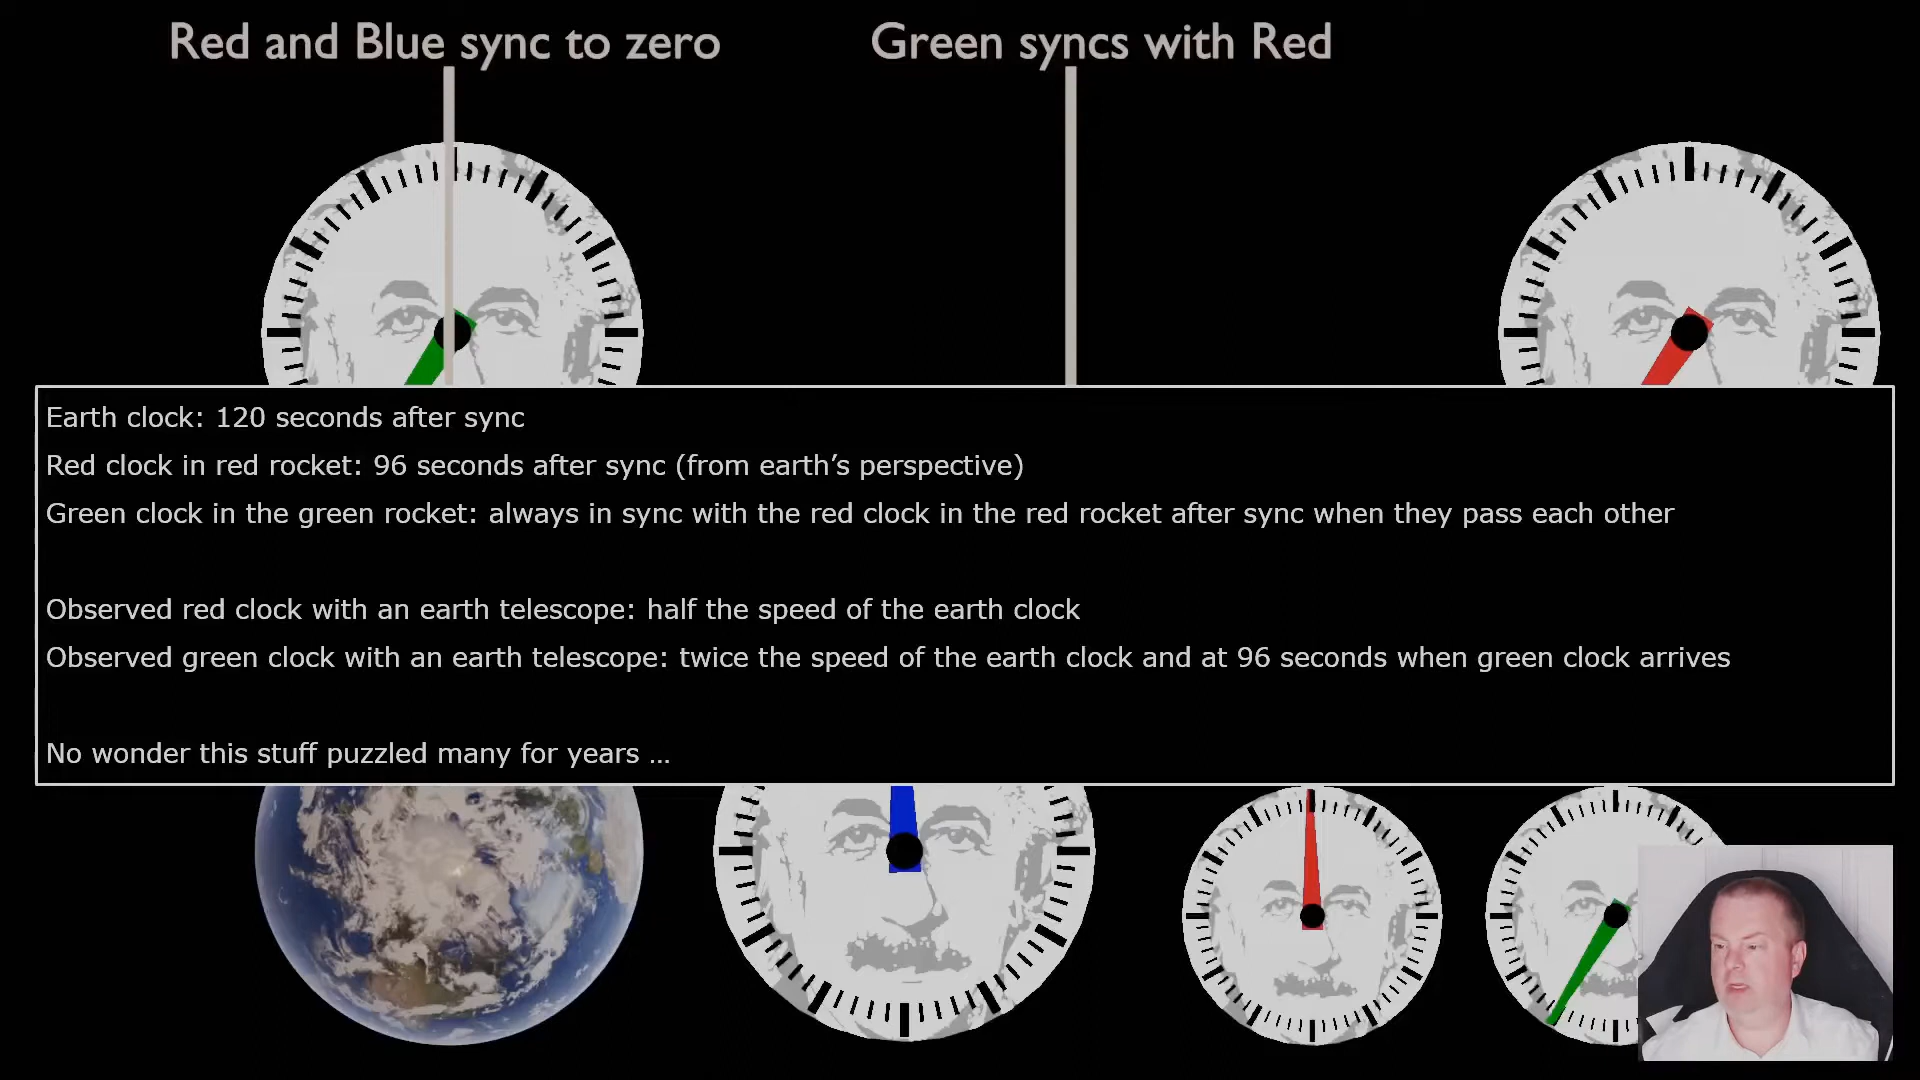 Red and Blue sync to zero
Green syncs with Red
Earth clock: 120 seconds after sync
Red clock in red rocket: 96 seconds after sync (from earth’s perspective)
Green clock in the green rocket: always in sync with the red clock in the red rocket after sync when they pass each other
Observed red clock with an earth telescope: half the speed of the earth clock
Observed green clock with an earth telescope: twice the speed of the earth clock and at 96 seconds when green clock arrives
No wonder this stuff puzzled many for years ...